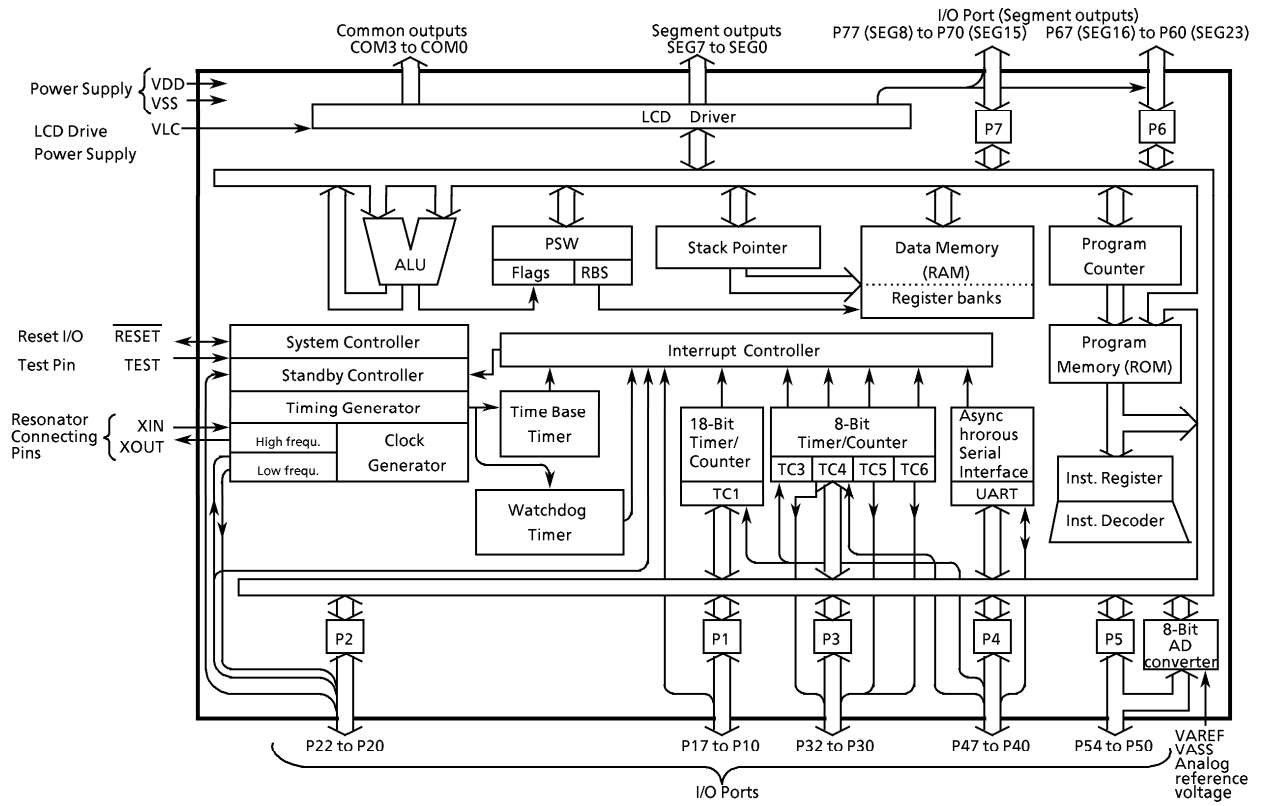 I/O Port (Segment outputs)
Common outputs
COM3 to COM0
Segment outputs
SEG7 to SEG0
P77 (SEG8) to P70 (SEG15)
P67 (SEG16) to P60 (SEG23)
Power Supply
VDD
VSS
LCD Drive
Power Supply
VLC
LCD Driver
P7
P6
ALU
PSW
Flags
RBS
Stack Pointer
Data Memory
(RAM)
Register banks
Program
Counter
Reset I/O
RESET
Test Pin
TEST
System Controller
Standby Controller
Timing Generator
High frequ.
Low frequ.
Clock
Generator
Interrupt Controller
Program
Memory (ROM)
Resonator
Connecting
Pins
XIN
XOUT
Time Base
Timer
Watchdog
Timer
18-Bit
Timer/
Counter
TC1
8-Bit
Timer/Counter
TC3
TC4
TC5
TC6
Async
hrorous
Serial
Interface
UART
Inst. Register
Inst. Decoder
P2
P1
P3
P4
P5
8-Bit
AD
converter
P22 to P20
P17 to P10
P32 to P30
P47 to P40
P54 to P50
VAREF
VASS
Analog
reference
voltage
I/O Ports